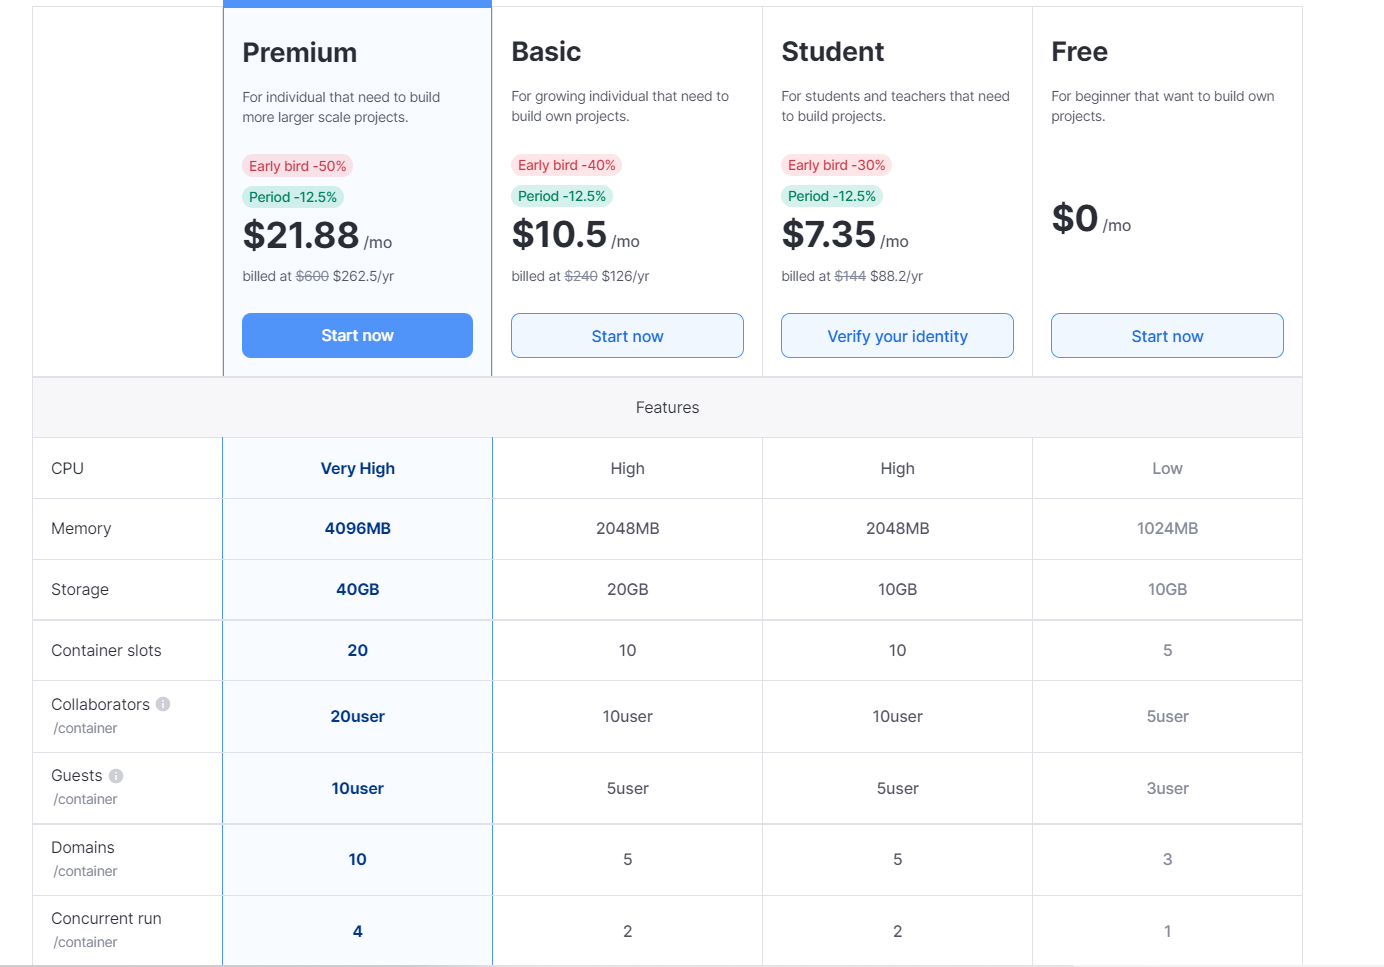 Premium
For individual that need to build
more larger scale projects.
Early bird -50%
Period -12.5%
$21.88 /mo
billed at $600 $262.5/yr
Start now
Basic
For growing individual that need to
build own projects.
Early bird -40%
Period -12.5%
$10.5 /mo
billed at $240 $126/yr
Start now
Student
For students and teachers that need
to build projects.
Early bird -30%
Period -12.5%
$7.35 /mo
billed at $144 $88.2/yr
Verify your identity
Free
For beginner that want to build own
projects.
$0 /mo
Start now
Features
CPU Very High High High Low
Memory 4096MB 2048MB 2048MB 1024MB
Storage 40GB 20GB 10GB 10GB
Container slots 20 10 10 5
Collaborators
/container
20user 10user 10user 5user
Guests
/container
10user 5user 5user 3user
Domains
/container
10 5 5 3
Concurrent run
/container
4 2 2 1